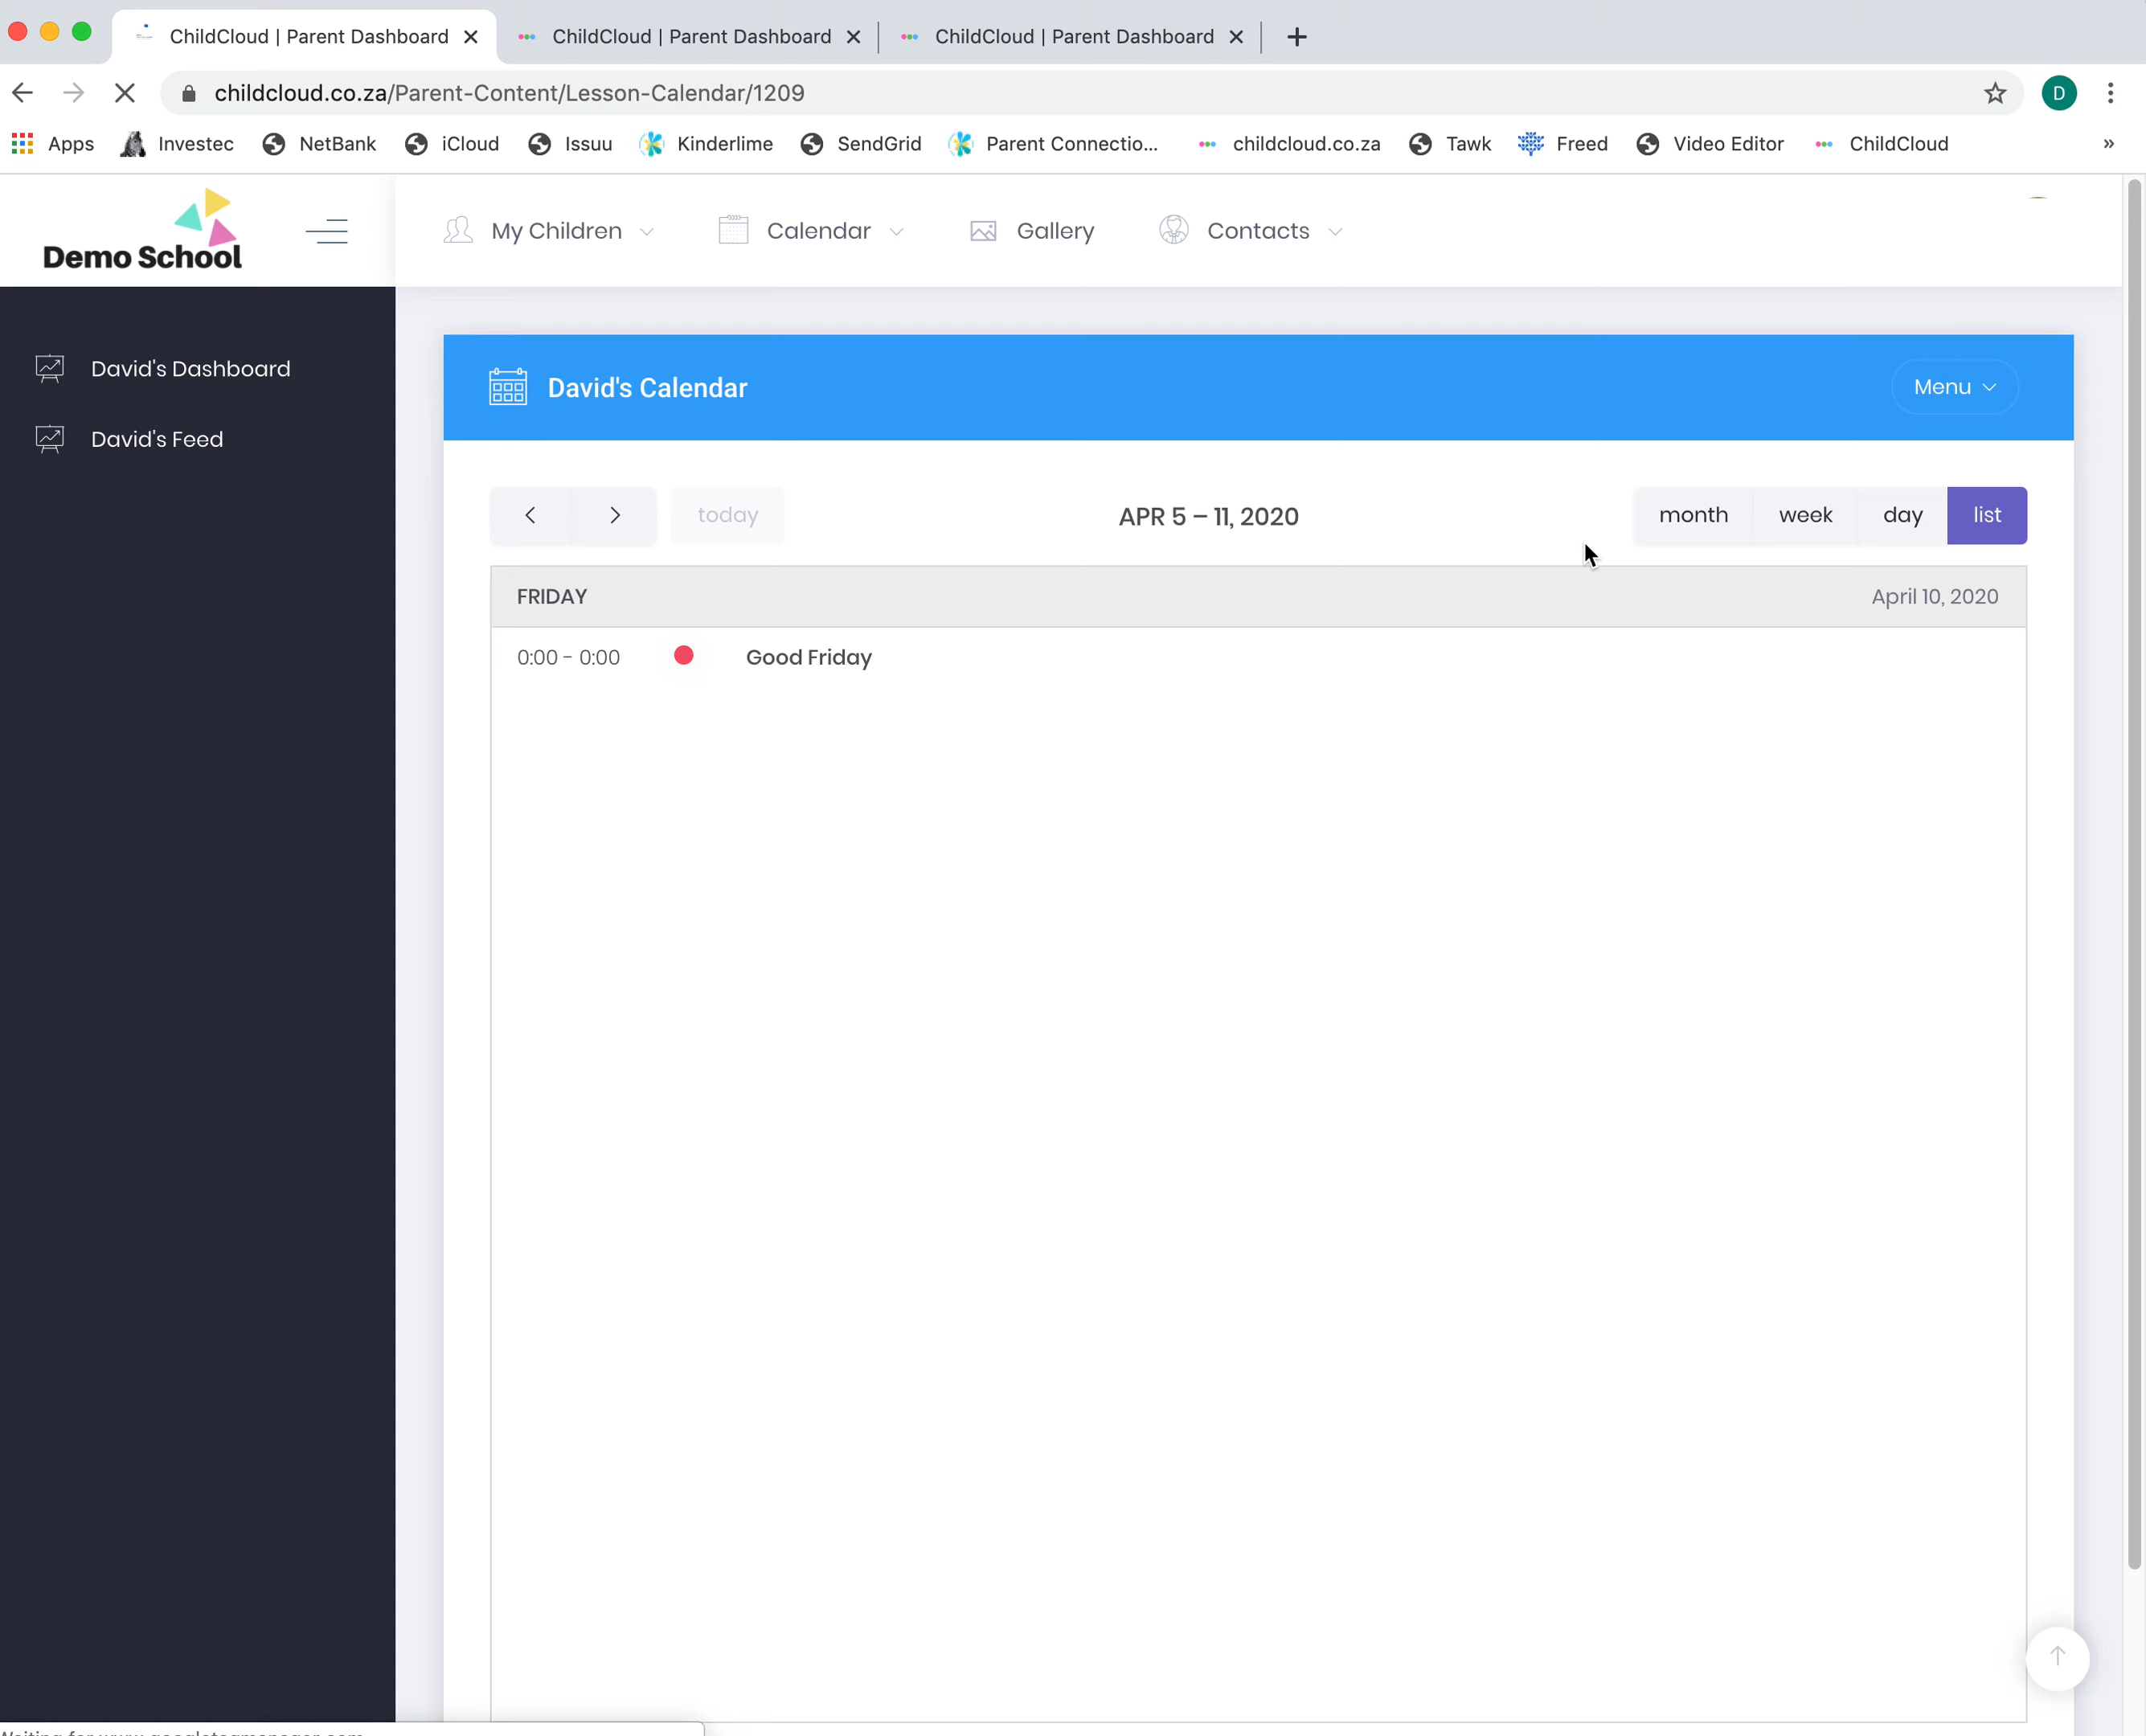 ChildCloud | Parent Dashboard
ChildCloud | Parent Dashboard
ChildCloud | Parent Dashboard
childcloud.co.za/Parent-Content/Lesson-Calendar/1209
D
Apps
Investec
NetBank
iCloud
Issuu
Kinderlime
SendGrid
Parent Connectio...
childcloud.co.za
Tawk
Freed
Video Editor
ChildCloud
»
Demo School
My Children
Calendar
Gallery
Contacts
David's Dashboard
David's Feed
David's Calendar
Menu
today
APR 5 – 11, 2020
month
week
day
list
FRIDAY
April 10, 2020
0:00 - 0:00
Good Friday